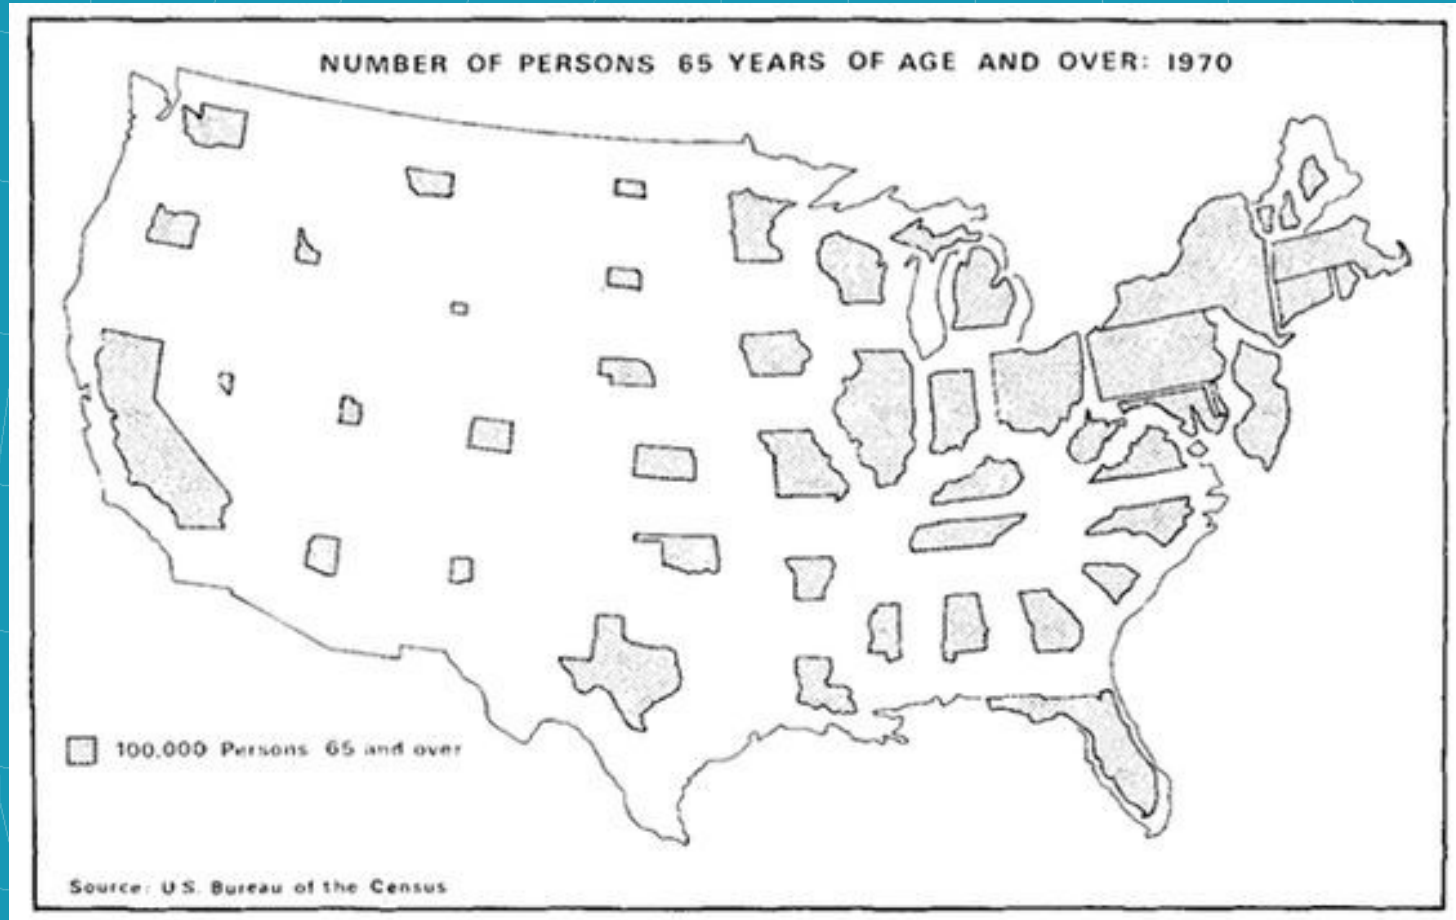 NUMBER OF PERSONS 65 YEARS OF AGE AND OVER: 1970
100,000 Persons 65 and over
Source: U.S. Bureau of the Census